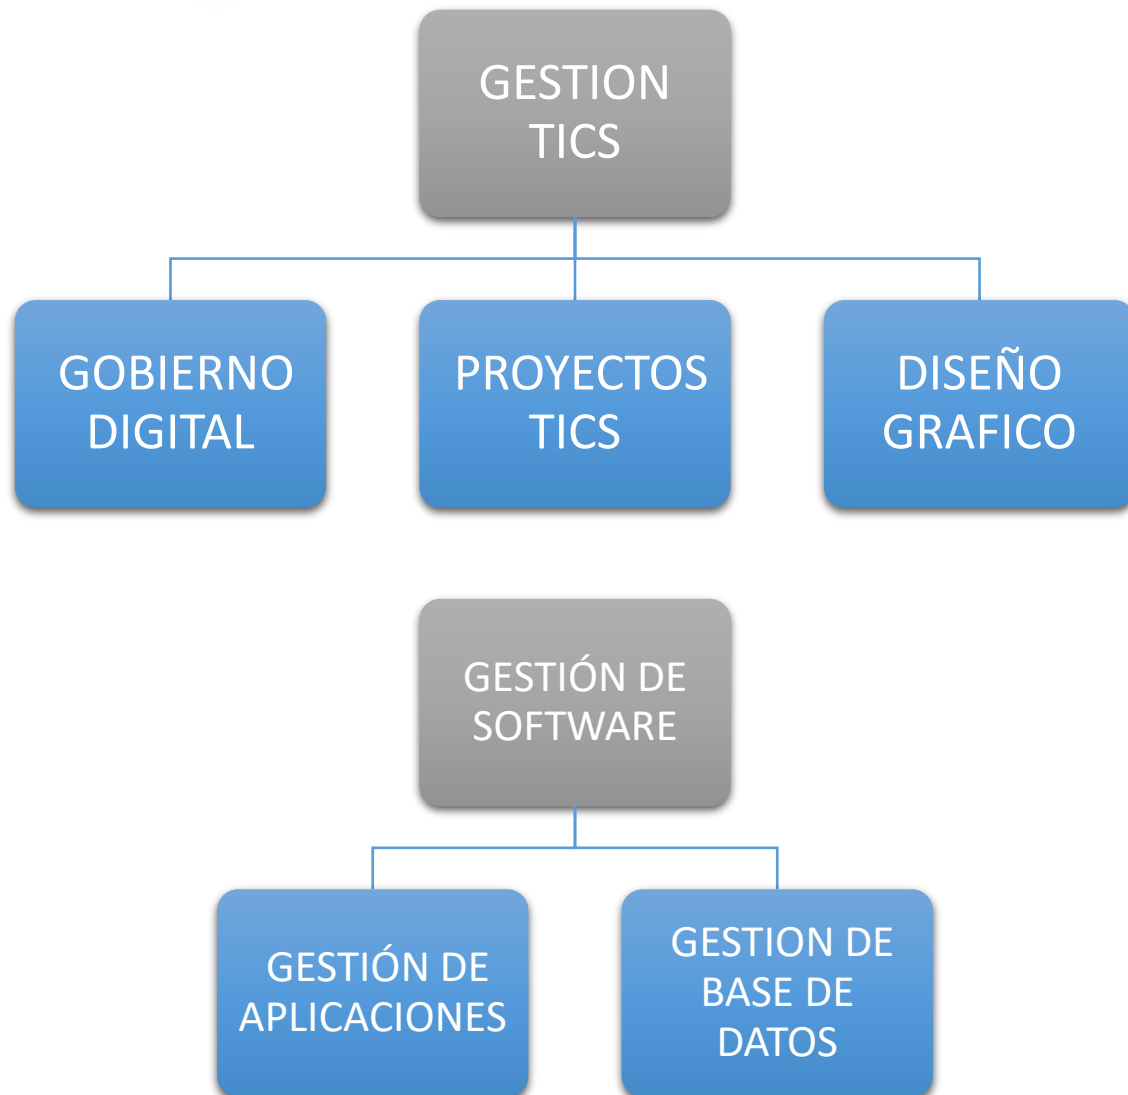 GESTION
TICS
GOBIERNO
DIGITAL
PROYECTOS
TICS
DISEÑO
GRAFICO
GESTIÓN DE
SOFTWARE
GESTIÓN DE
APLICACIONES
GESTION DE
BASE DE
DATOS